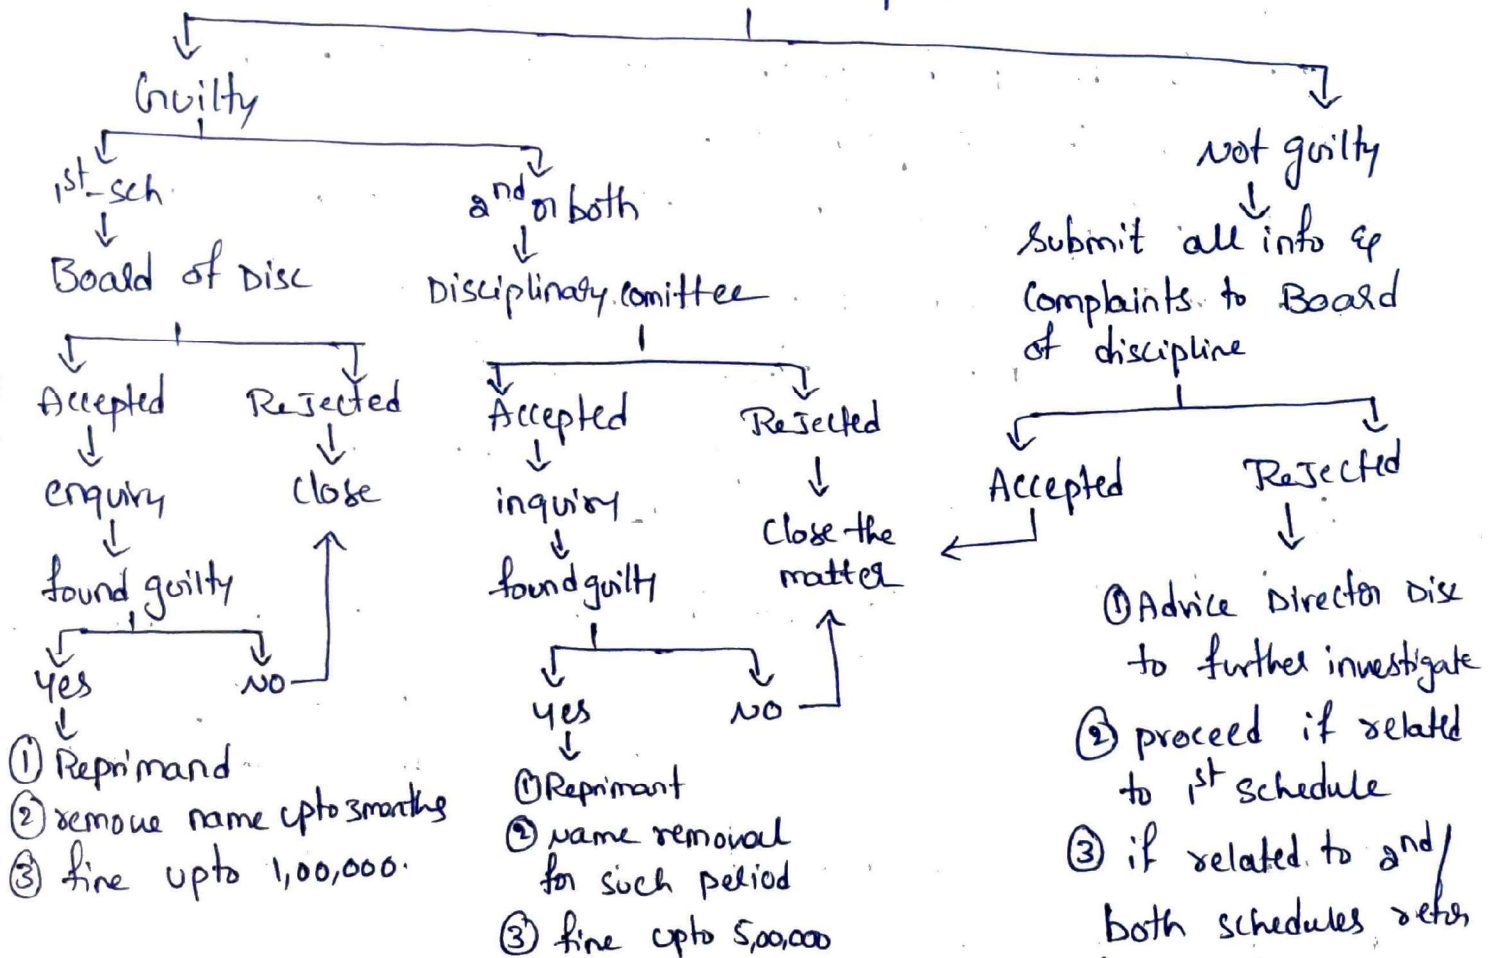 Guilty
1st-sch
Board of Disc
Accepted
Rejected
enquiry
Close
found guilty
Yes
NO
① Reprimand
② remove name upto 3months
③ fine upto 1,00,000.
2nd or both
Disciplinary comittee
Accepted
Rejected
inquiry
Close the
matter
found guilty
Yes
NO
① Reprimant
② Name removal
for such period
③ fine upto 5,00,000
Not guilty
Submit all info &
Complaints to Board
of discipline
Accepted
Rejected
① Advice Director Disc
to further investigate
② proceed if related
to 1st Schedule
③ if related to 2nd/
both schedules refer